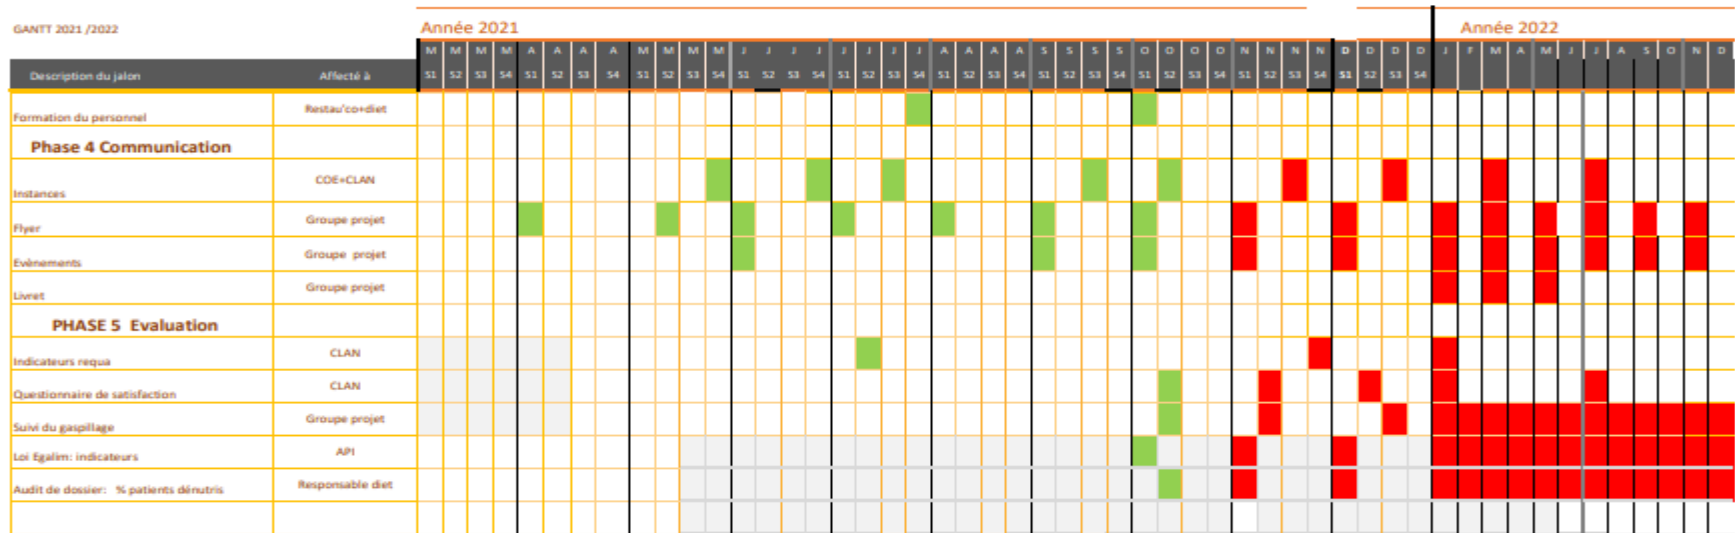 GANTT 2021 /2022
Année 2021
Année 2022
M M M M A A A A M M M M J J J J J J J J A A A A S S S S O O O O N N N N D D D D J F M A M J J A S O N D
Description du jalon Affecté à S1 S2 S3 S4 S1 S2 S3 S4 S1 S2 S3 S4 S1 S2 S3 S4 S1 S2 S3 S4 S1 S2 S3 S4 S1 S2 S3 S4 S1 S2 S3 S4 S1 S2 S3 S4 S1 S2 S3 S4
Formation du personnel Restau'co+diet
Phase 4 Communication
Instances COE+CLAN
Flyer Groupe projet
Evènements Groupe projet
Livret Groupe projet
PHASE 5 Evaluation
Indicateurs requa CLAN
Questionnaire de satisfaction CLAN
Suivi du gaspillage Groupe projet
Loi Egalim: indicateurs API
Audit de dossier: % patients dénutris Responsable diet